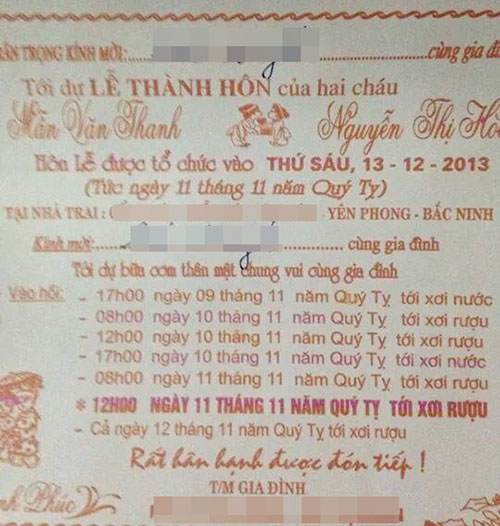 TRÂN TRỌNG KÍNH MỜI: cùng gia đì
Tới dự LỄ THÀNH HÔN của hai cháu
Mẫn Văn Thanh Nguyễn Thị
Hôn Lễ được tổ chức vào THỨ SÁU, 13 - 12 - 2013
(Tức ngày 11 tháng 11 năm Quý Tỵ)
TẠI NHÀ TRAI : YÊN PHONG - BẮC NINH
Kính mời: cùng gia đình
Tới dự bữa cơm thân mật chung vui cùng gia đình
Vào hồi: - 17h00 ngày 09 tháng 11 năm Quý Tỵ tới xơi nước
- 08h00 ngày 10 tháng 11 năm Quý Tỵ tới xơi rượu
- 12h00 ngày 10 tháng 11 năm Quý Tỵ tới xơi rượu
- 17h00 ngày 10 tháng 11 năm Quý Tỵ tới xơi nước
- 08h00 ngày 11 tháng 11 năm Quý Tỵ tới xơi rượu
* 12H00 NGÀY 11 THÁNG 11 NĂM QUÝ TỴ TỚI XƠI RƯỢU
- Cả ngày 12 tháng 11 năm Quý Tỵ tới xơi rượu
Rất hân hạnh được đón tiếp !
T/M GIA ĐÌNH
nh Phúc